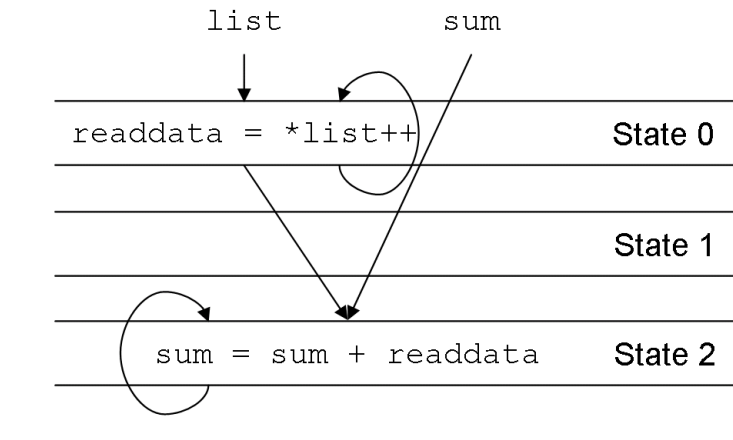 list sum
readdata = *list++ State 0
State 1
sum = sum + readdata State 2